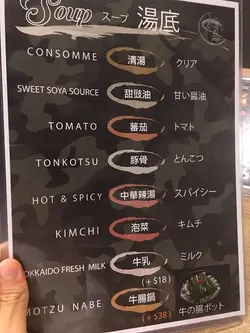 Soup スープ 湯底
CONSOMME 清湯 クリア
SWEET SOYA SOURCE 甜豉油 甘い醤油
TOMATO 蕃茄 トマト
TONKOTSU 豚骨 とんこつ
HOT & SPICY 中華辣湯 スパイシー
KIMCHI 泡菜 キムチ
HOKKAIDO FRESH MILK 牛乳 ミルク
(+$18)
MOTZU NABE 牛腸鍋 牛の腸ポット
(+$38)